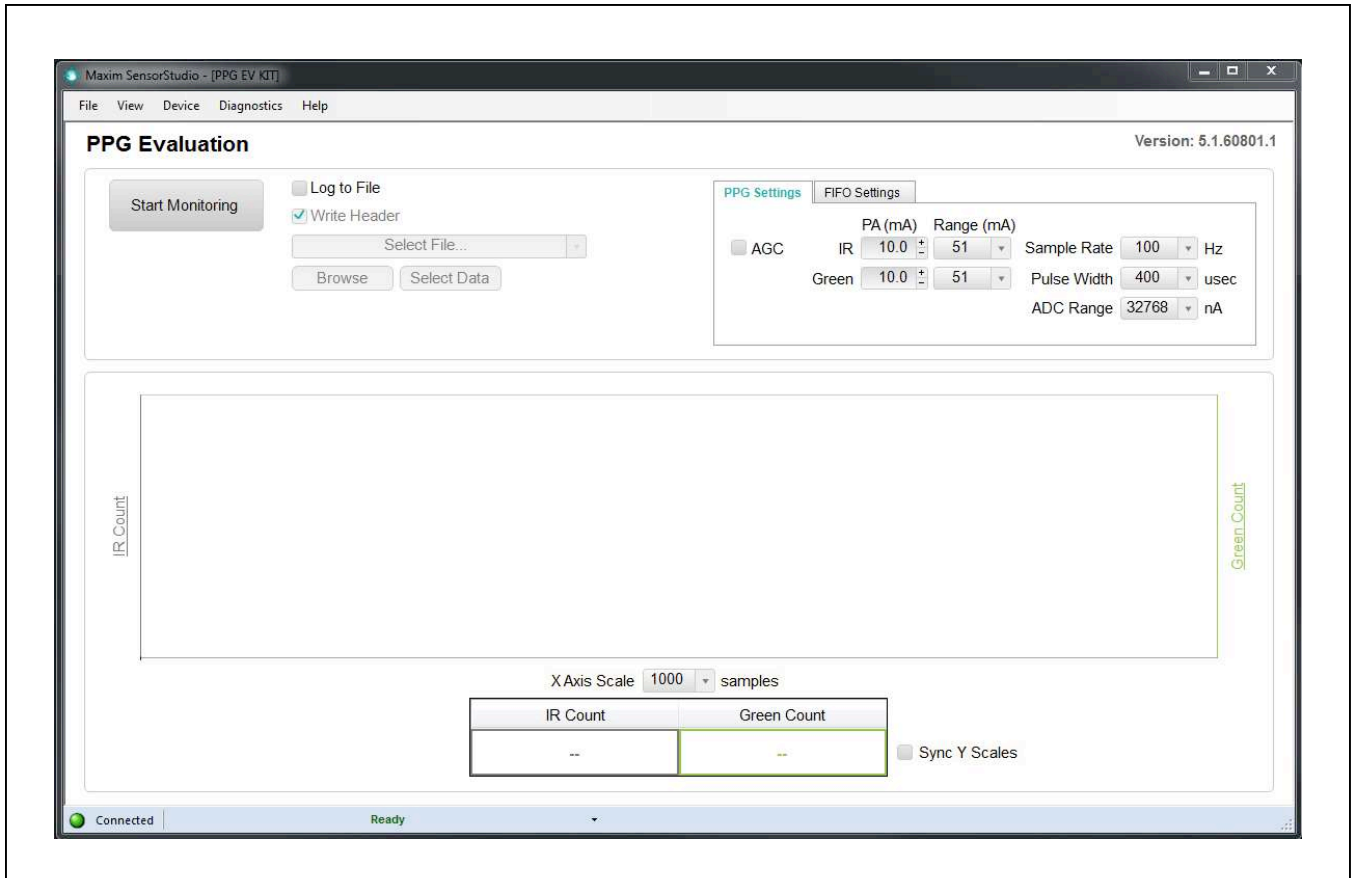 Maxim SensorStudio - [PPG EV KIT]
File View Device Diagnostics Help
PPG Evaluation
Version: 5.1.60801.1
Start Monitoring
Log to File
Write Header
Select File...
Browse
Select Data
PPG Settings
FIFO Settings
PA (mA) Range (mA)
AGC IR 10.0 51 Sample Rate 100 Hz
Green 10.0 51 Pulse Width 400 usec
ADC Range 32768 nA
IR Count
Green Count
X Axis Scale 1000 samples
IR Count Green Count
-- --
Sync Y Scales
Connected Ready